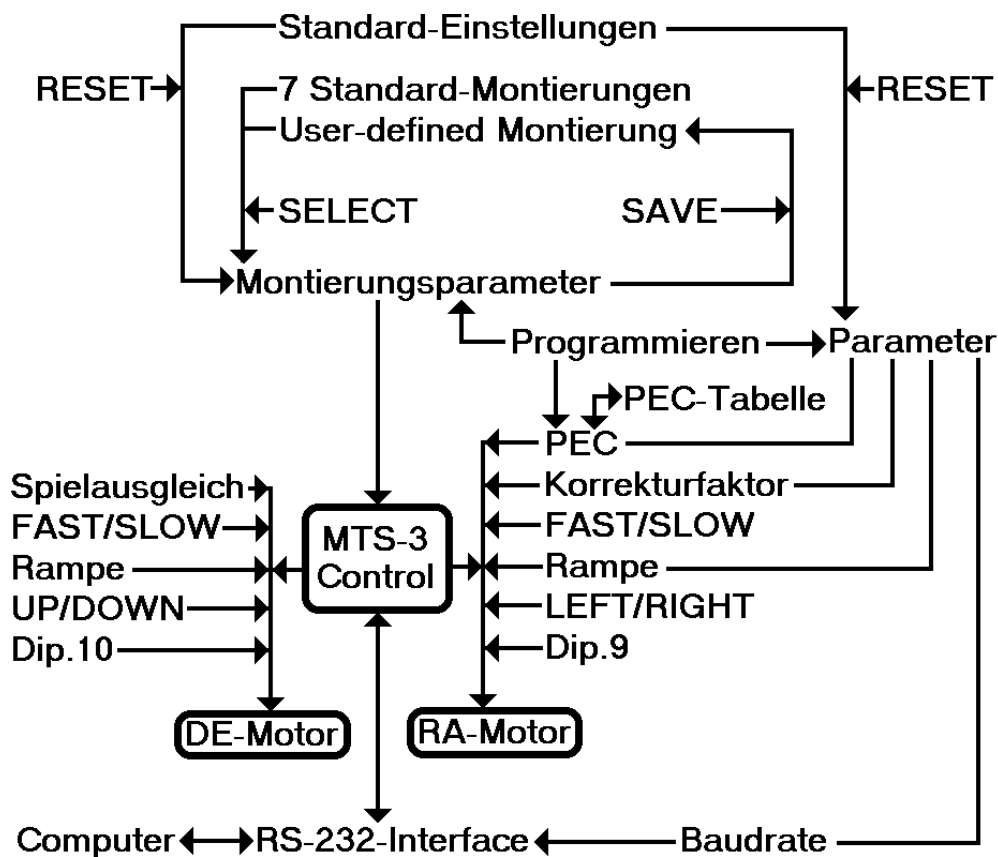 Standard-Einstellungen
RESET
7 Standard-Montierungen
RESET
User-defined Montierung
SELECT
SAVE
Montierungsparameter
Programmieren
Parameter
PEC-Tabelle
PEC
Spielausgleich
Korrekturfaktor
FAST/SLOW
MTS-3
Control
FAST/SLOW
Rampe
Rampe
UP/DOWN
LEFT/RIGHT
Dip.10
Dip.9
DE-Motor
RA-Motor
Computer
RS-232-Interface
Baudrate